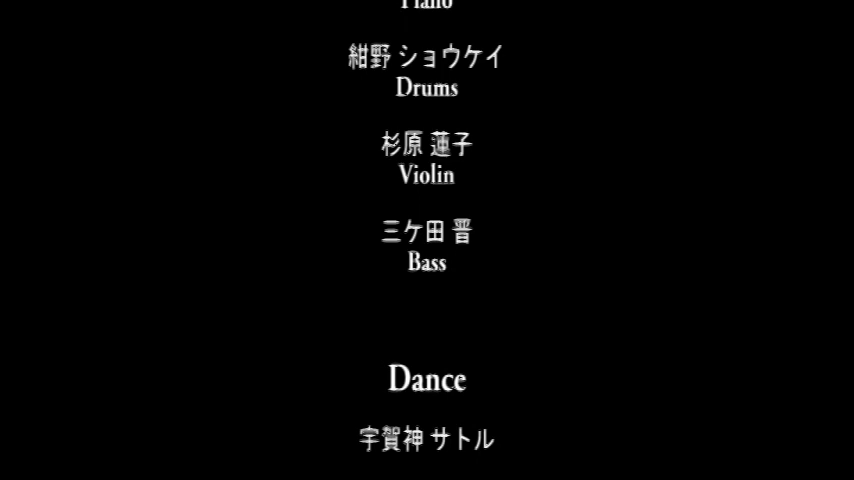 Piano
紺野 ショウケイ
Drums
杉原 蓮子
Violin
三ケ田 晋
Bass
Dance
宇賀神 サトル